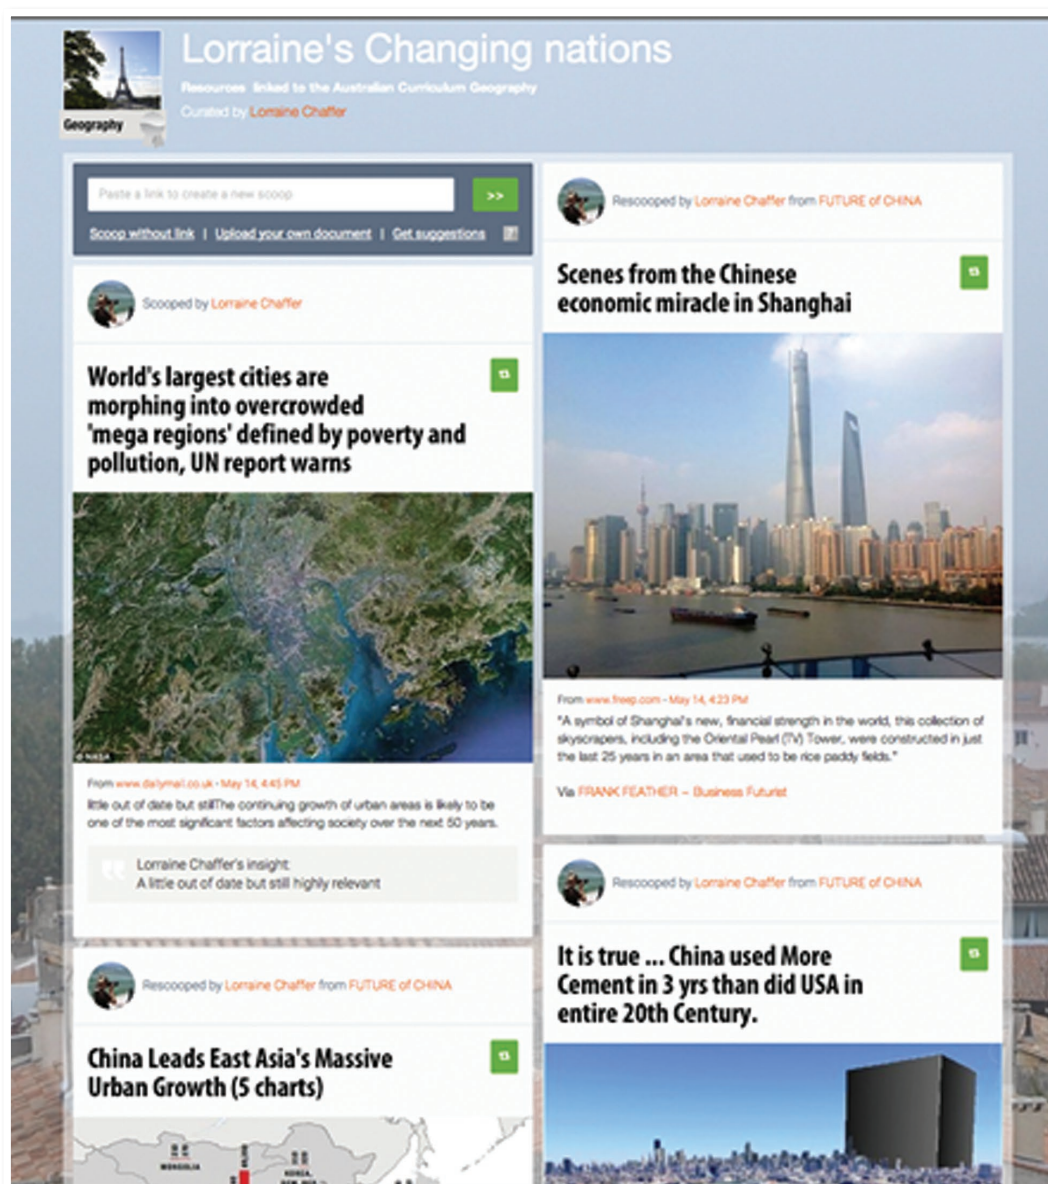 Lorraine's Changing nations
Resources linked to the Australian Curriculum Geography
Curated by Lorraine Chaffer
Geography
Paste a link to create a new scoop
>>
Scoop without link | Upload your own document | Get suggestions
Scooped by Lorraine Chaffer
World's largest cities are
morphing into overcrowded
'mega regions' defined by poverty and
pollution, UN report warns
© NASA
From www.dailymail.co.uk - May 14, 4:45 PM
little out of date but stillThe continuing growth of urban areas is likely to be
one of the most significant factors affecting society over the next 50 years.
Lorraine Chaffer's insight:
A little out of date but still highly relevant
Rescooped by Lorraine Chaffer from FUTURE of CHINA
China Leads East Asia's Massive
Urban Growth (5 charts)
MONGOLIA
KOREA,
Rescooped by Lorraine Chaffer from FUTURE of CHINA
Scenes from the Chinese
economic miracle in Shanghai
From www.freep.com - May 14, 4:23 PM
"A symbol of Shanghai's new, financial strength in the world, this collection of
skyscrapers, including the Oriental Pearl (TV) Tower, were constructed in just
the last 25 years in an area that used to be rice paddy fields."
Via FRANK FEATHER ~ Business Futurist
Rescooped by Lorraine Chaffer from FUTURE of CHINA
It is true ... China used More
Cement in 3 yrs than did USA in
entire 20th Century.